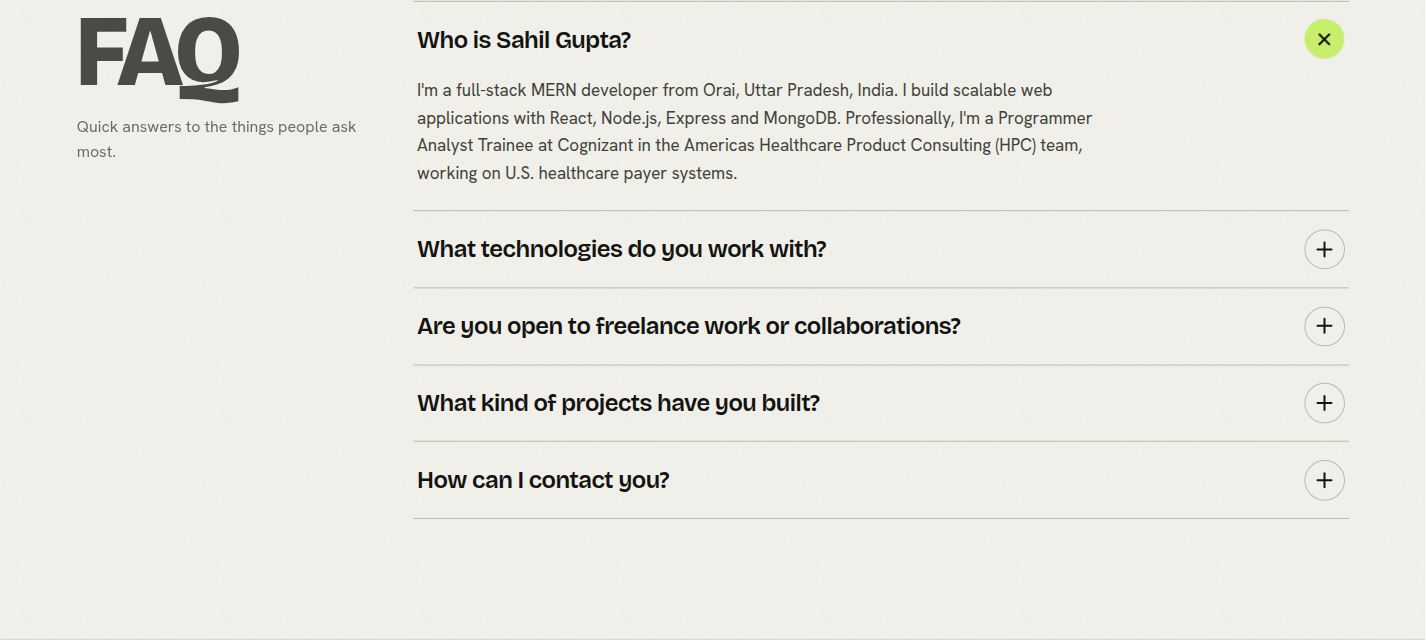 FAQ
Quick answers to the things people ask
most.
Who is Sahil Gupta?
I'm a full-stack MERN developer from Orai, Uttar Pradesh, India. I build scalable web
applications with React, Node.js, Express and MongoDB. Professionally, I'm a Programmer
Analyst Trainee at Cognizant in the Americas Healthcare Product Consulting (HPC) team,
working on U.S. healthcare payer systems.
What technologies do you work with?
Are you open to freelance work or collaborations?
What kind of projects have you built?
How can I contact you?